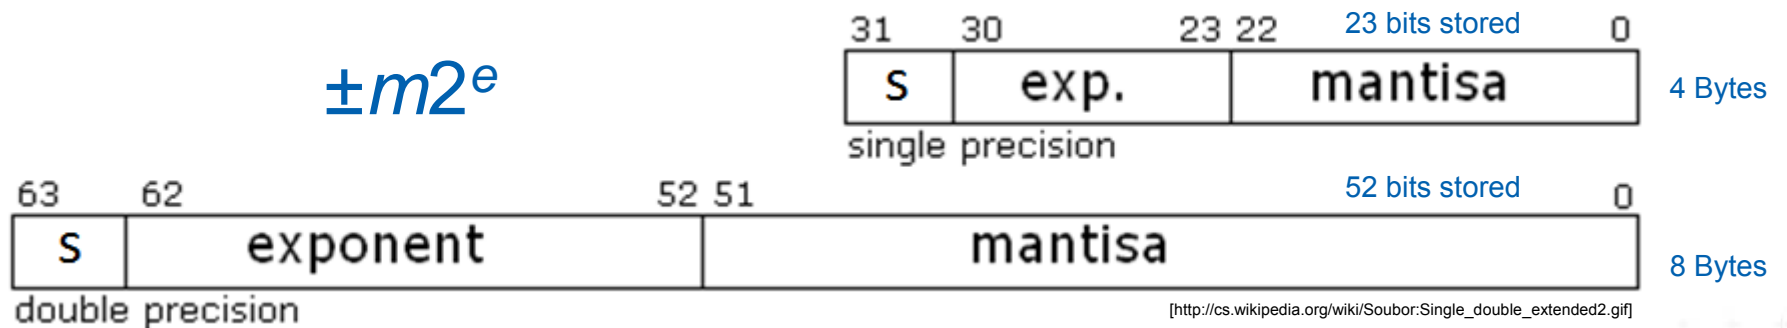 31 30 23 22 23 bits stored 0
±m2^e
s exp. mantisa 4 Bytes
single precision
63 62 52 51 52 bits stored 0
s exponent mantisa 8 Bytes
double precision [http://cs.wikipedia.org/wiki/Soubor:Single_double_extended2.gif]